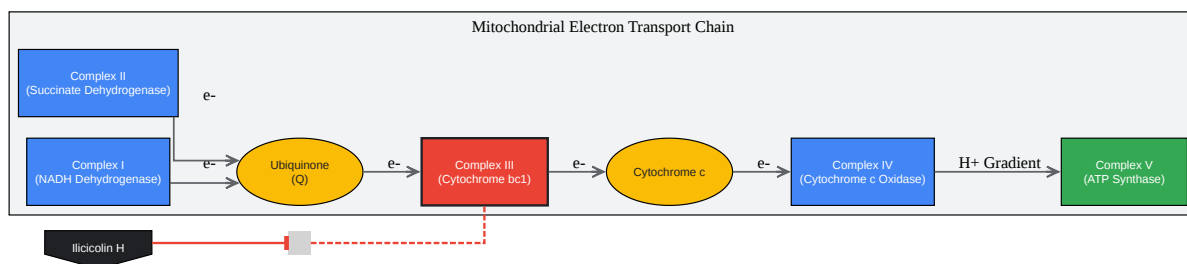 Mitochondrial Electron Transport Chain
Complex II
(Succinate Dehydrogenase)
e-
Complex I
(NADH Dehydrogenase)
e-
Ubiquinone
(Q)
e-
Complex III
(Cytochrome bc1)
e-
Cytochrome c
e-
Complex IV
(Cytochrome c Oxidase)
H+ Gradient
Complex V
(ATP Synthase)
Ilicicolin H